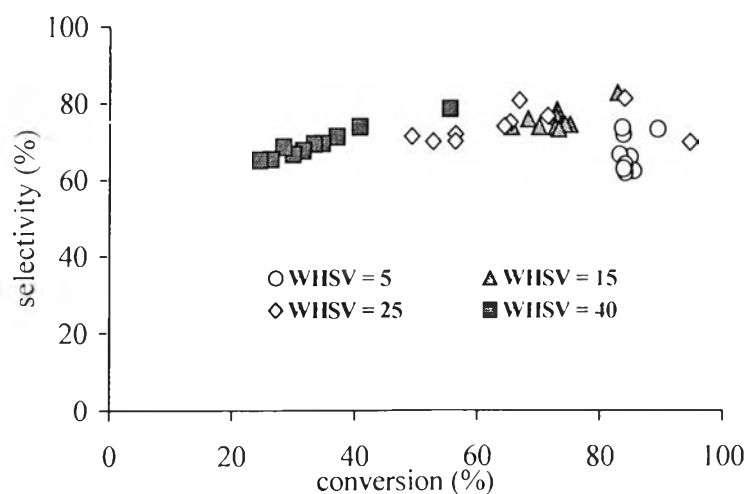 100
80
60
40
20
0
selectivity (%)
WHSV = 5
WHSV = 15
WHSV = 25
WHSV = 40
0 20 40 60 80 100
conversion (%)